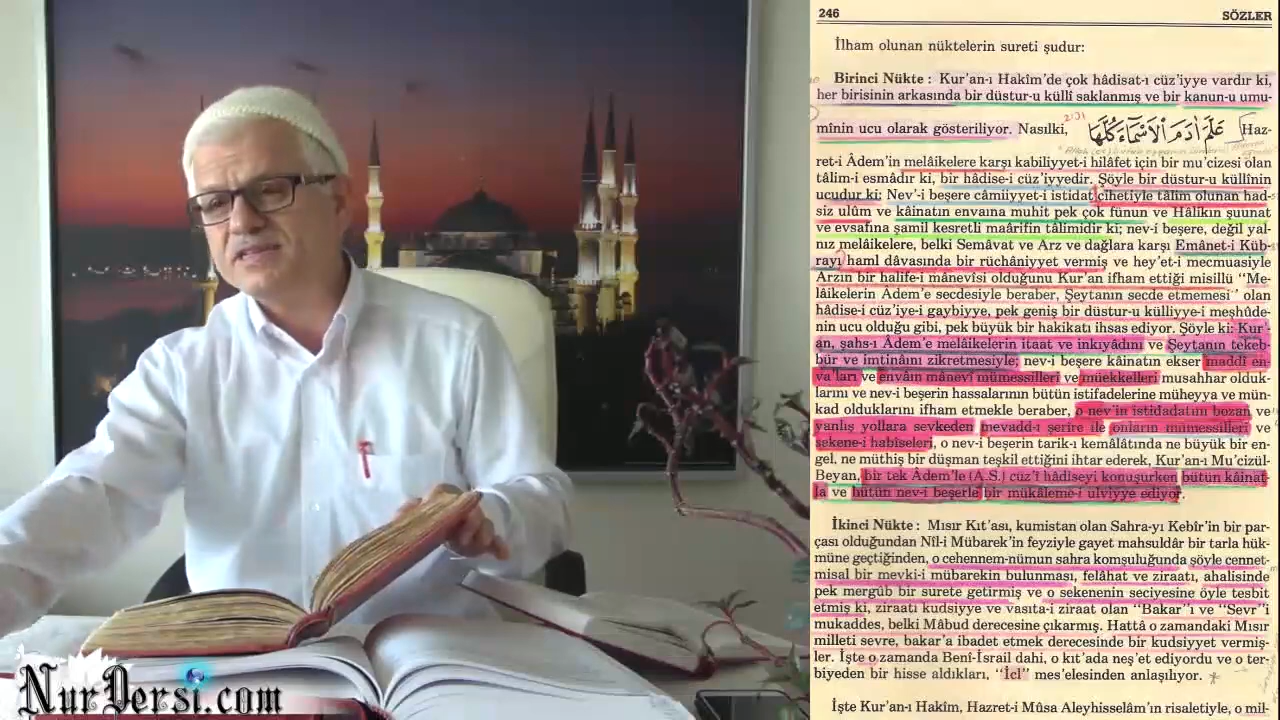 246
SÖZLER
İlham olunan nüktelerin sureti şudur:
Birinci Nükte : Kur'an-ı Hakîm'de çok hâdisat-ı cüz'iyye vardır ki,
her birisinin arkasında bir düstur-u küllî saklanmış ve bir kanun-u umu-
mînin ucu olarak gösteriliyor. Nasılki, عَلَّمَ اٰدَمَ الْاَسْمَاءَ كُلَّهَا Haz-
ret-i Âdem'in melâikelere karşı kabiliyyet-i hilâfet için bir mu'cizesi olan
tâlim-i esmâdır ki, bir hâdise-i cüz'iyyedir. Şöyle bir düstur-u küllînin
ucudur ki: Nev'-i beşere câmiiyyet-i istidat cihetiyle tâlim olunan had-
siz ulûm ve kâinatın envaına muhit pek çok fünun ve Hâlikın şuunat
ve evsafına şamil kesretli maârifin tâlimidir ki; nev-i beşere, değil yal-
nız melâikelere, belki Semâvat ve Arz ve dağlara karşı Emânet-i Küb-
rayı haml dâvasında bir rüchâniyyet vermiş ve hey'et-i mecmuasiyle
Arzın bir halife-i mânevîsi olduğunu Kur'an ifham ettiği misillü "Me-
lâikelerin Âdem'e secdesiyle beraber, Şeytanın secde etmemesi" olan
hâdise-i cüz'iye-i gaybiyye, pek geniş bir düstur-u külliyye-i meşhûde-
nin ucu olduğu gibi, pek büyük bir hakikatı ihsas ediyor. Şöyle ki: Kur'-
an, şahs-ı Âdem'e melâikelerin itaat ve inkıyâdını ve Şeytanın tekeb-
bür ve imtinâını zikretmesiyle; nev-i beşere kâinatın ekser maddî en-
va'ları ve envâın mânevî mümessilleri ve müekkelleri musahhar olduk-
larını ve nev-i beşerin hassalarının bütün istifadelerine müheyya ve mün-
kad olduklarını ifham etmekle beraber, o nev'in istidadatını bozan ve
yanlış yollara sevkeden mevadd-ı şerire ile onların mümessilleri ve
sekene-i habîseleri, o nev-i beşerin tarik-ı kemâlâtında ne büyük bir en-
gel, ne müthiş bir düşman teşkil ettiğini ihtar ederek, Kur'an-ı Mu'cizül-
Beyan, bir tek Âdem'le (A.S.) cüz'î hâdiseyi konuşurken bütün kâinat-
la ve bütün nev-i beşerle bir mükâleme-i ulviyye ediyor.
İkinci Nükte : Mısır Kıt'ası, kumistan olan Sahra-yı Kebîr'in bir par-
çası olduğundan Nîl-i Mübarek'in feyziyle gayet mahsuldâr bir tarla hük-
müne geçtiğinden, o cehennem-nümun sahra komşuluğunda şöyle cennet-
misal bir mevki-i mübarekin bulunması, felâhat ve ziraatı, ahalisinde
pek mergûb bir surete getirmiş ve o sekenenin seciyesine öyle tesbit
etmiş ki, ziraatı kudsiyye ve vasıta-i ziraat olan "Bakar"ı ve "Sevr"i
mukaddes, belki Mâbud derecesine çıkarmış. Hattâ o zamandaki Mısır
milleti sevre, bakar'a ibadet etmek derecesinde bir kudsiyyet vermiş-
ler. İşte o zamanda Benî-İsrail dahi, o kıt'ada neş'et ediyordu ve o ter-
biyeden bir hisse aldıkları, "İcl" mes'elesinden anlaşılıyor.
İşte Kur'an-ı Hakîm, Hazret-i Mûsa Aleyhisselâm'ın risaletiyle, o mil-
NurDersi.com